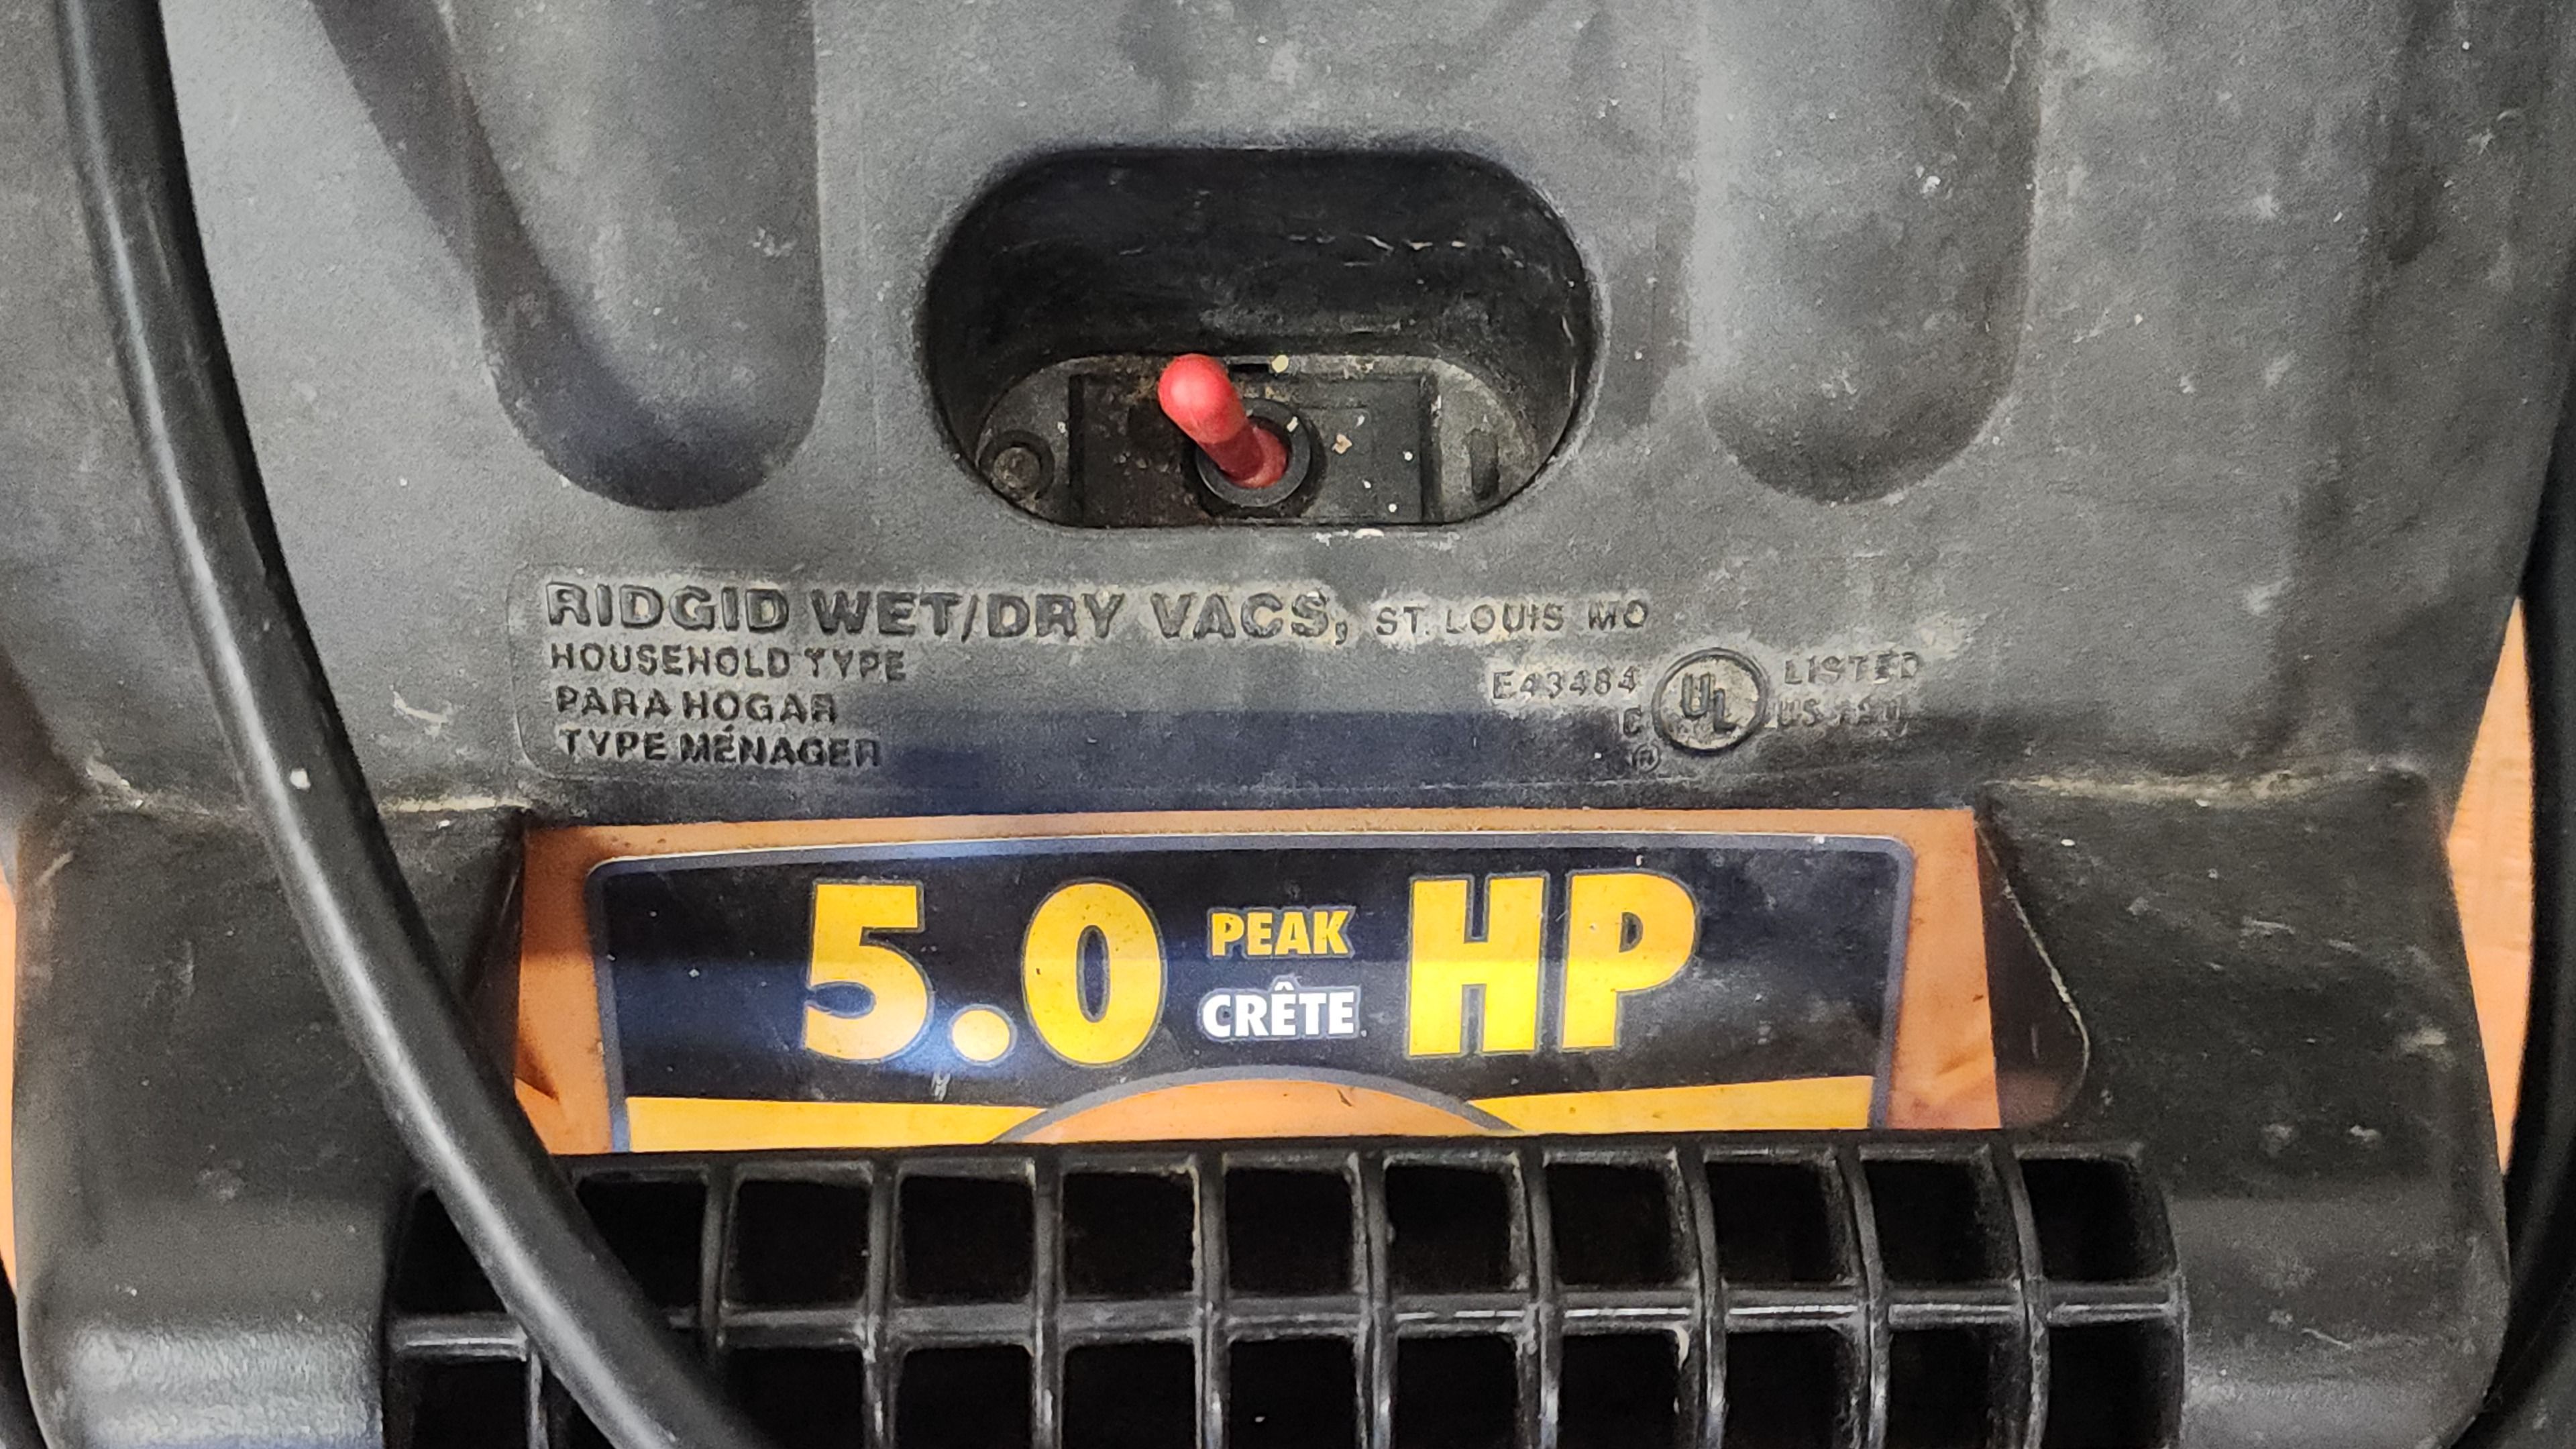 RIDGID WET/DRY VACS, ST. LOUIS MO
HOUSEHOLD TYPE
PARA HOGAR
TYPE MÉNAGER
E43484 UL LISTED
C US
®
5.0 PEAK HP
CRÊTE